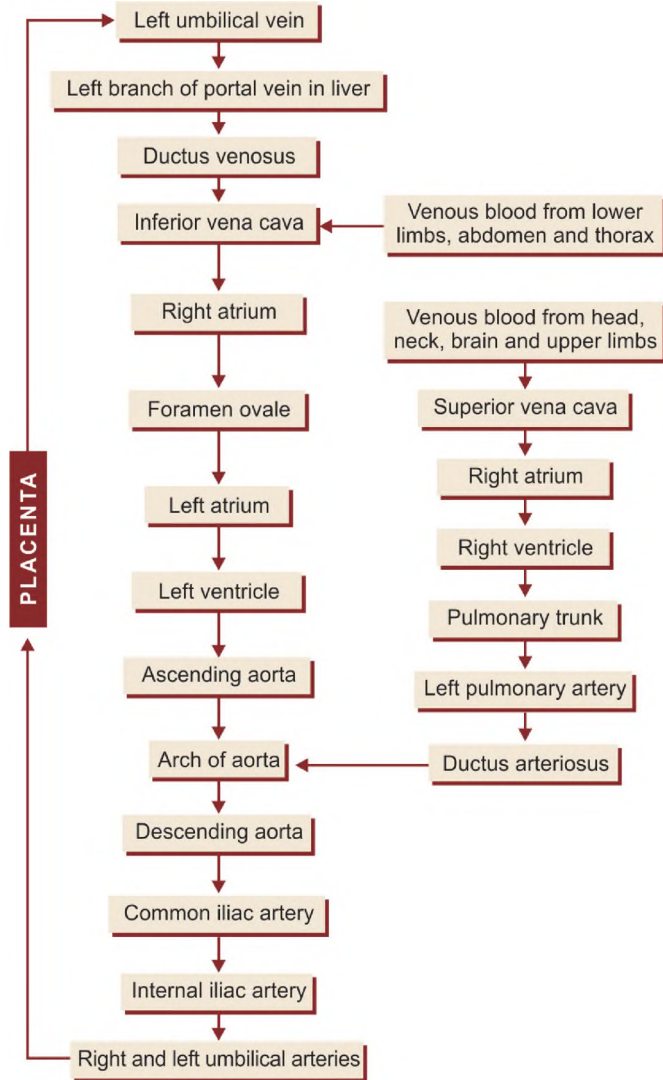 Left umbilical vein
Left branch of portal vein in liver
Ductus venosus
Inferior vena cava
Venous blood from lower
limbs, abdomen and thorax
Right atrium
Venous blood from head,
neck, brain and upper limbs
Foramen ovale
Superior vena cava
PLACENTA
Left atrium
Right atrium
Left ventricle
Right ventricle
Ascending aorta
Pulmonary trunk
Left pulmonary artery
Arch of aorta
Ductus arteriosus
Descending aorta
Common iliac artery
Internal iliac artery
Right and left umbilical arteries